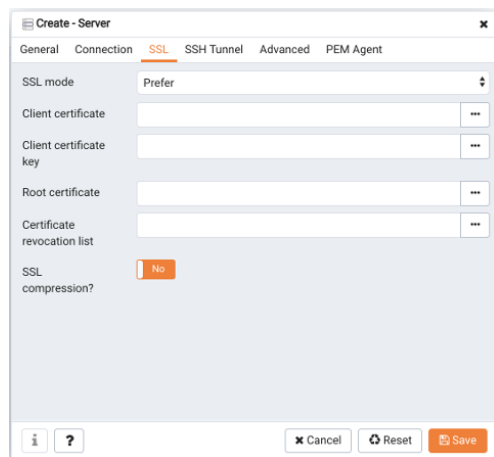 Create - Server
General Connection SSL SSH Tunnel Advanced PEM Agent
SSL mode
Prefer
Client certificate
Client certificate
key
Root certificate
Certificate
revocation list
SSL
compression?
No
i ? Cancel Reset Save